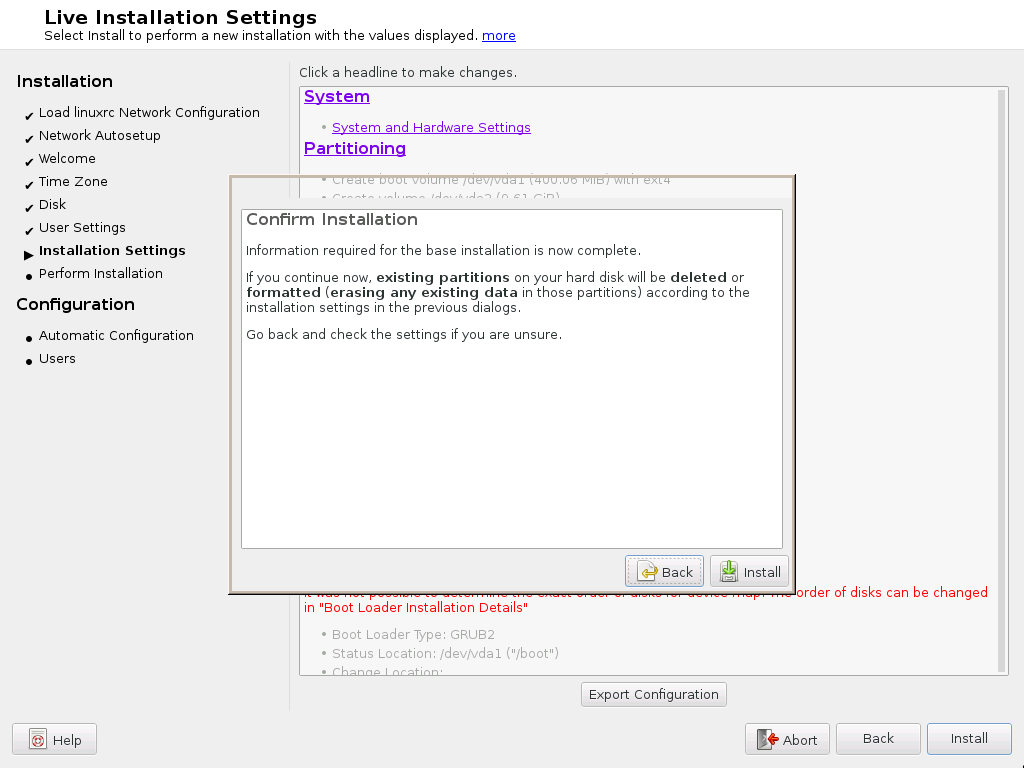 Live Installation Settings
Select Install to perform a new installation with the values displayed. more
Installation
Load linuxrc Network Configuration
Network Autosetup
Welcome
Time Zone
Disk
User Settings
Installation Settings
Perform Installation
Configuration
Automatic Configuration
Users
Click a headline to make changes.
System
• System and Hardware Settings
Partitioning
• Create boot volume /dev/vda1 (400.06 MiB) with ext4
• Create volume /dev/vda2 (9.61 GiB)
Confirm Installation
Information required for the base installation is now complete.
If you continue now, existing partitions on your hard disk will be deleted or
formatted (erasing any existing data in those partitions) according to the
installation settings in the previous dialogs.
Go back and check the settings if you are unsure.
Back
Install
It was not possible to determine the exact order of disks for device map. The order of disks can be changed
in "Boot Loader Installation Details"
• Boot Loader Type: GRUB2
• Status Location: /dev/vda1 ("/boot")
• Change Location:
Export Configuration
Help
Abort
Back
Install